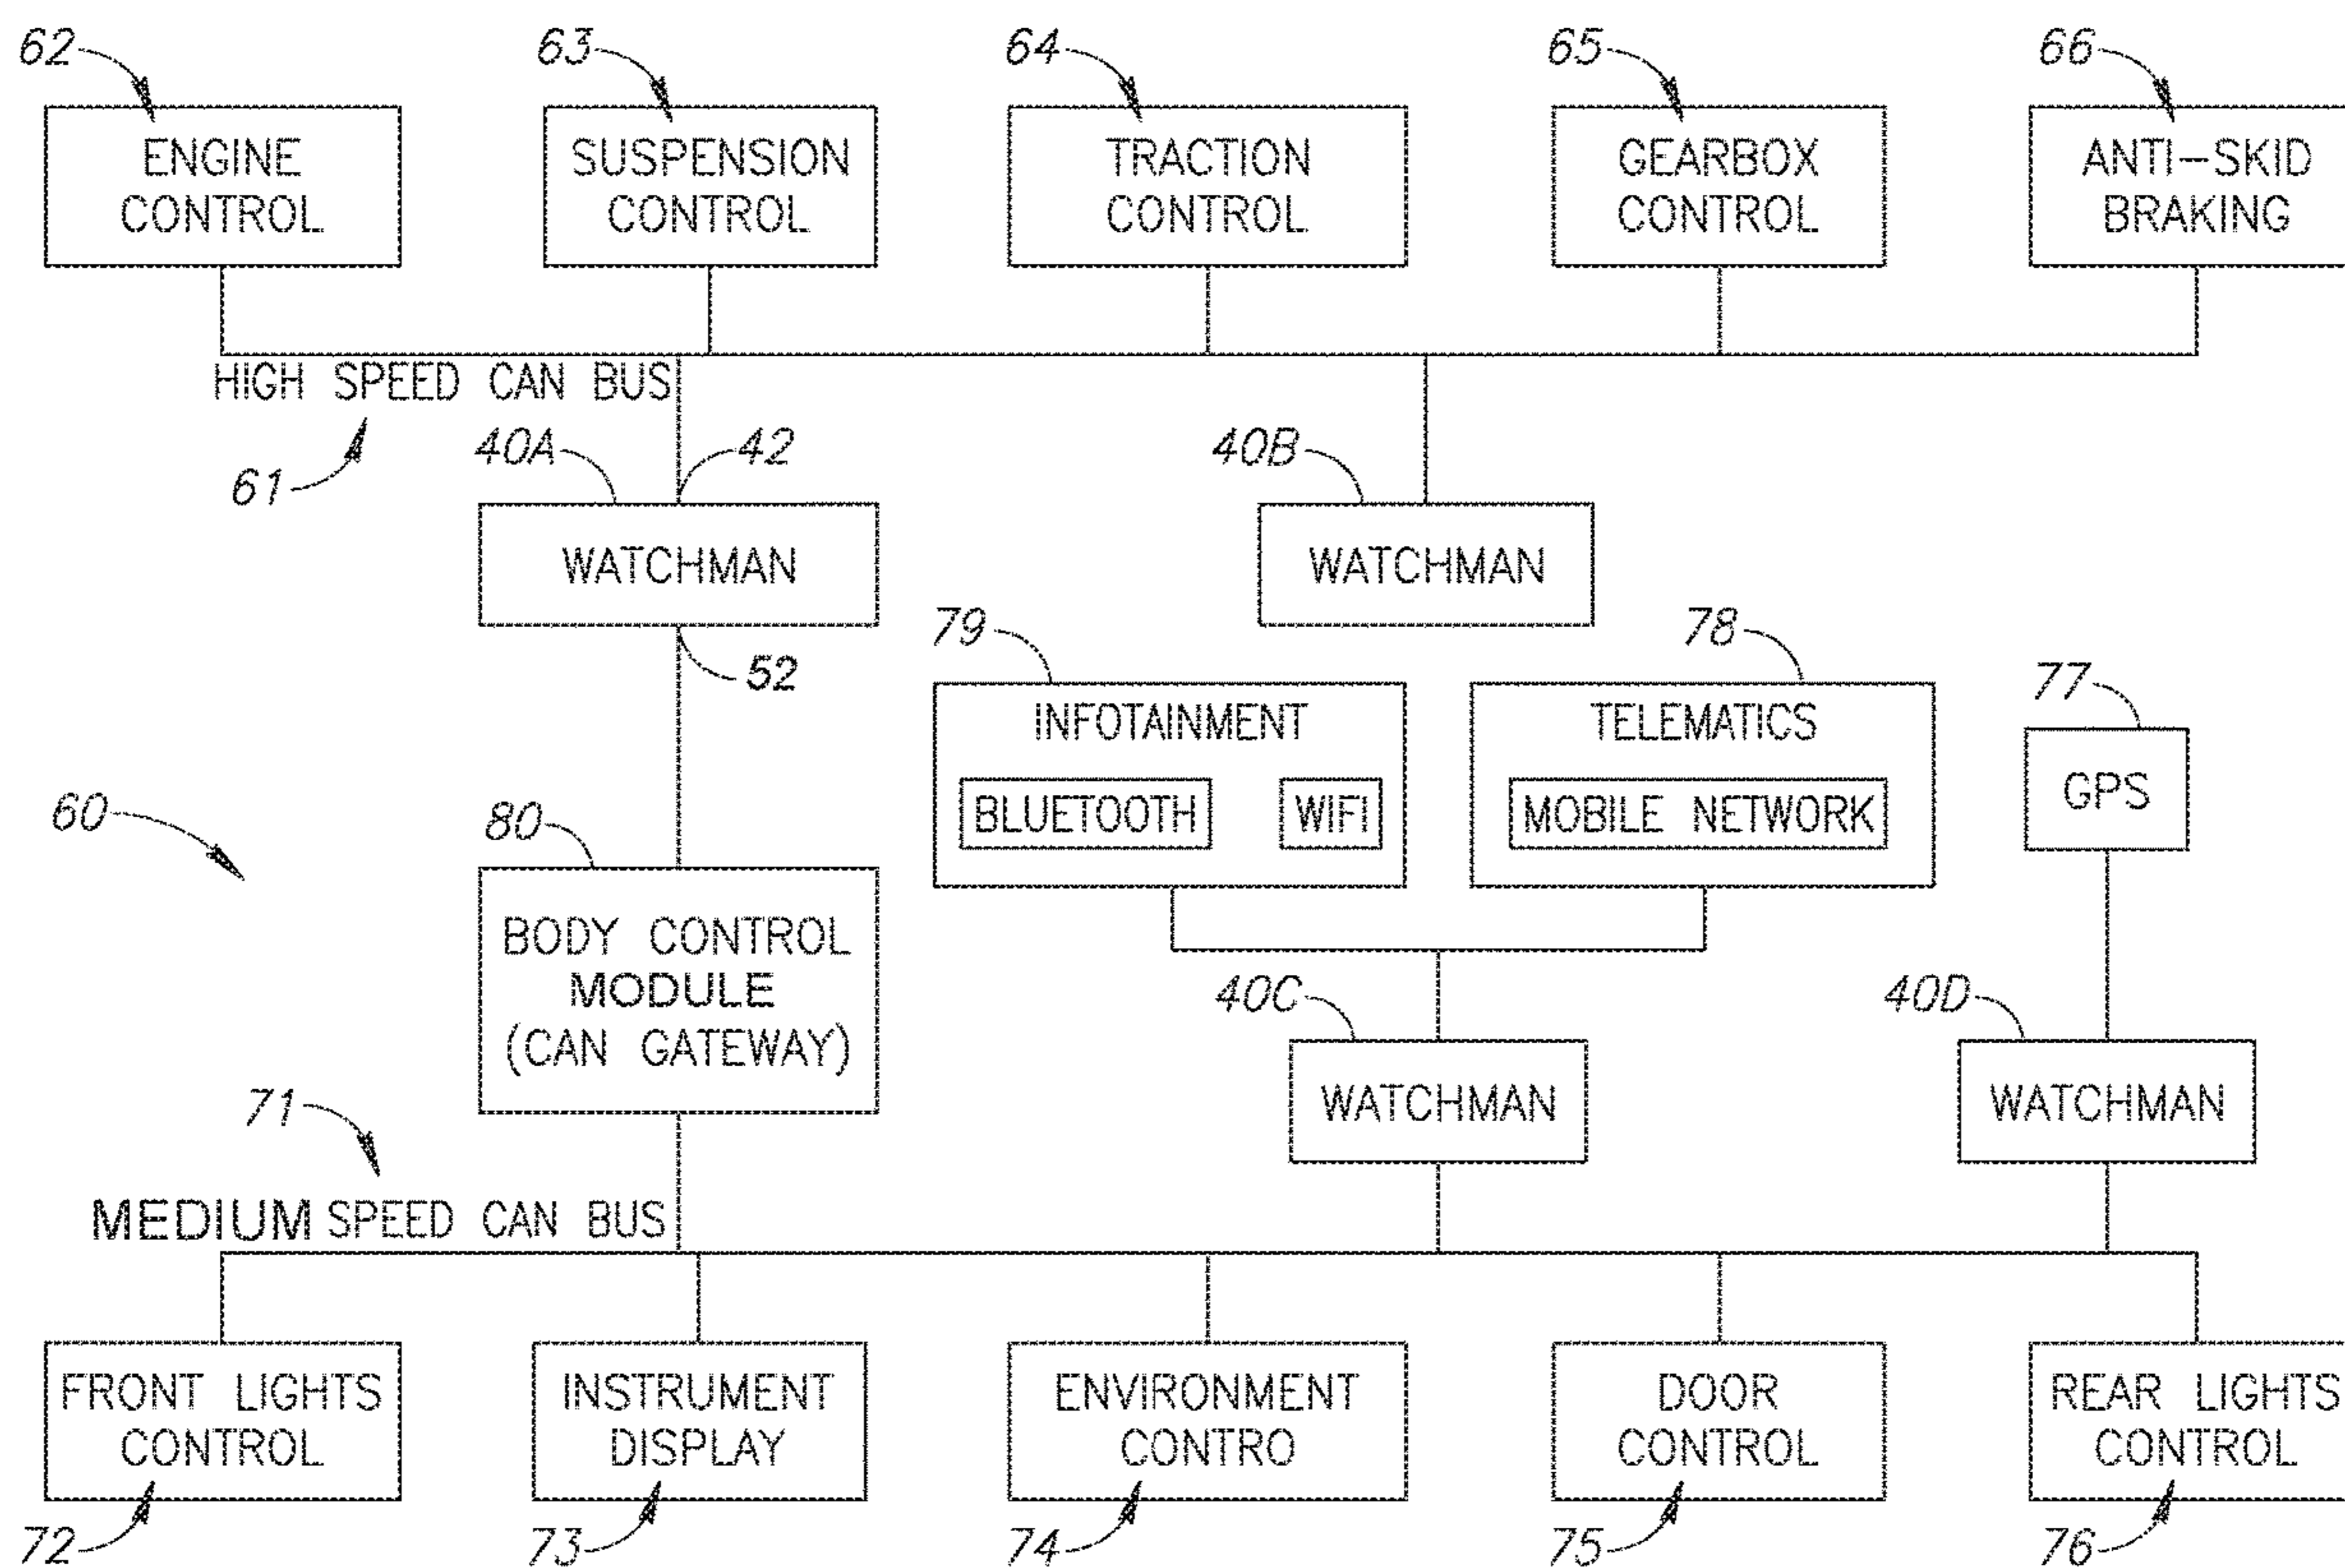 62 63 64 65 66
ENGINE CONTROL
SUSPENSION CONTROL
TRACTION CONTROL
GEARBOX CONTROL
ANTI-SKID BRAKING
HIGH SPEED CAN BUS
61
40A
42
40B
WATCHMAN
WATCHMAN
52
79
78
77
INFOTAINMENT
BLUETOOTH
WIFI
TELEMATICS
MOBILE NETWORK
GPS
60
80
BODY CONTROL
MODULE
(CAN GATEWAY)
40C
40D
WATCHMAN
WATCHMAN
71
MEDIUM SPEED CAN BUS
FRONT LIGHTS
CONTROL
INSTRUMENT
DISPLAY
ENVIRONMENT
CONTRO
DOOR
CONTROL
REAR LIGHTS
CONTROL
72 73 74 75 76